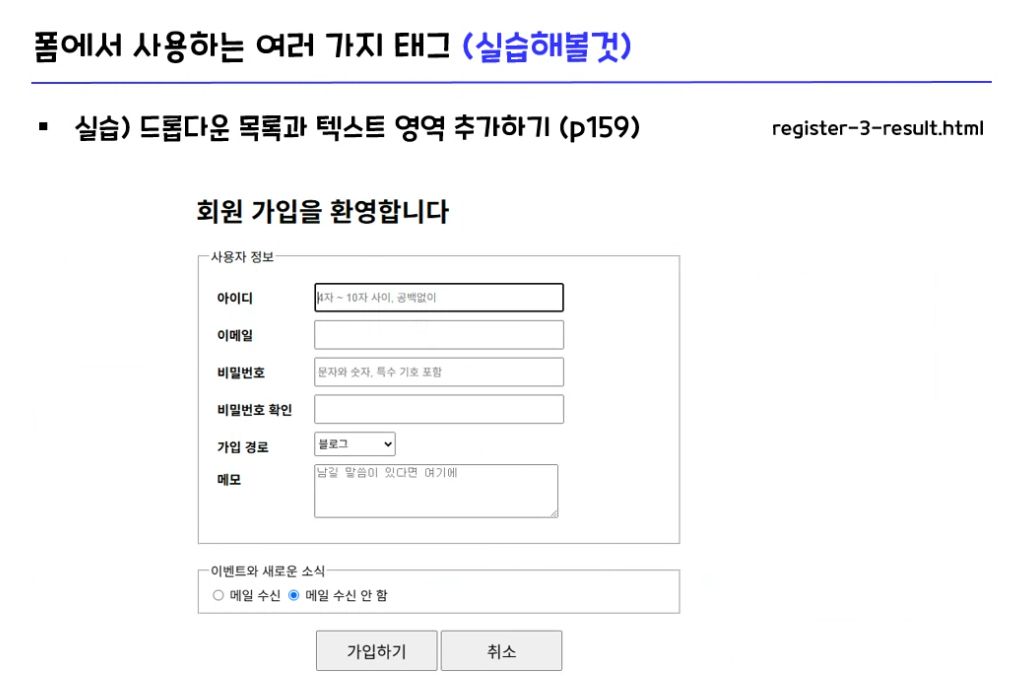 폼에서 사용하는 여러 가지 태그 (실습해볼것)
▪ 실습) 드롭다운 목록과 텍스트 영역 추가하기 (p159)
register-3-result.html
회원 가입을 환영합니다
사용자 정보
아이디 4자 ~ 10자 사이, 공백없이
이메일
비밀번호 문자와 숫자, 특수 기호 포함
비밀번호 확인
가입 경로 블로그
메모 남길 말씀이 있다면 여기에
이벤트와 새로운 소식
메일 수신 메일 수신 안 함
가입하기 취소